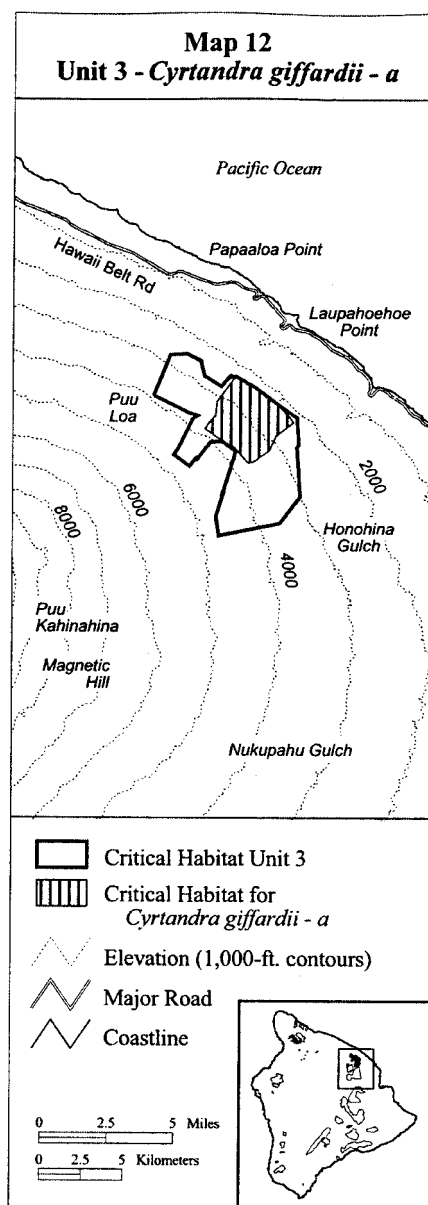 Map 12
Unit 3 - Cyrtandra giffardii - a
Pacific Ocean
Papaaloa Point
Hawaii Belt Rd
Laupahoehoe
Point
Puu
Loa
2000
6000
8000
Honohina
Gulch
4000
Puu
Kahinahina
Magnetic
Hill
Nukupahu Gulch
Critical Habitat Unit 3
Critical Habitat for
Cyrtandra giffardii - a
Elevation (1,000-ft. contours)
Major Road
Coastline
0 2.5 5 Miles
0 2.5 5 Kilometers